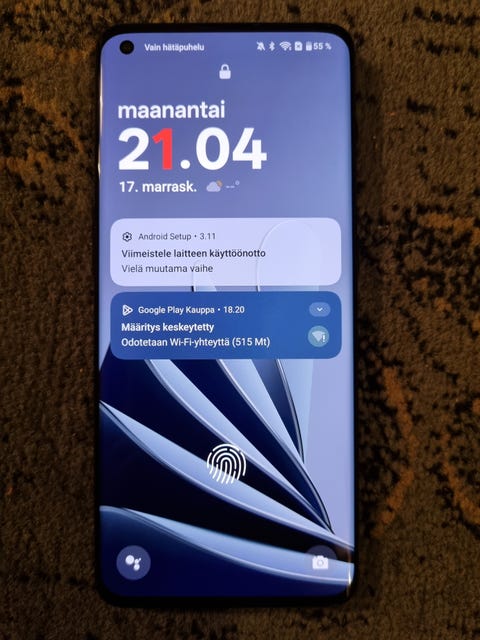 Vain hätäpuhelu 55 %
maanantai
21.04
17. marrask. --°
Android Setup • 3.11
Viimeistele laitteen käyttöönotto
Vielä muutama vaihe
Google Play Kauppa • 18.20
Määritys keskeytetty
Odotetaan Wi-Fi-yhteyttä (515 Mt)